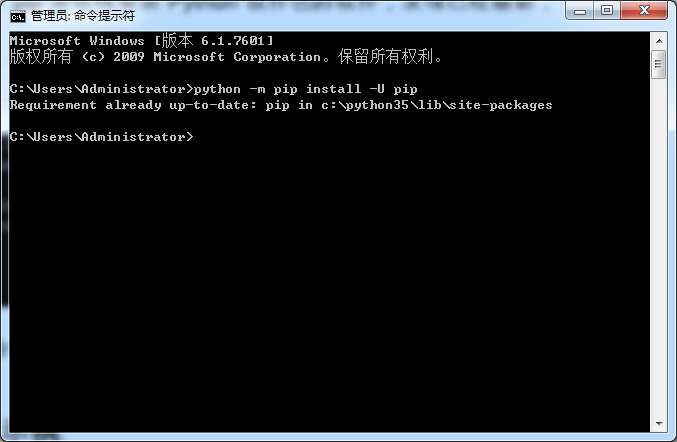 管理员: 命令提示符
Microsoft Windows [版本 6.1.7601]
版权所有 (c) 2009 Microsoft Corporation。保留所有权利。
C:\Users\Administrator>python -m pip install -U pip
Requirement already up-to-date: pip in c:\python35\lib\site-packages
C:\Users\Administrator>